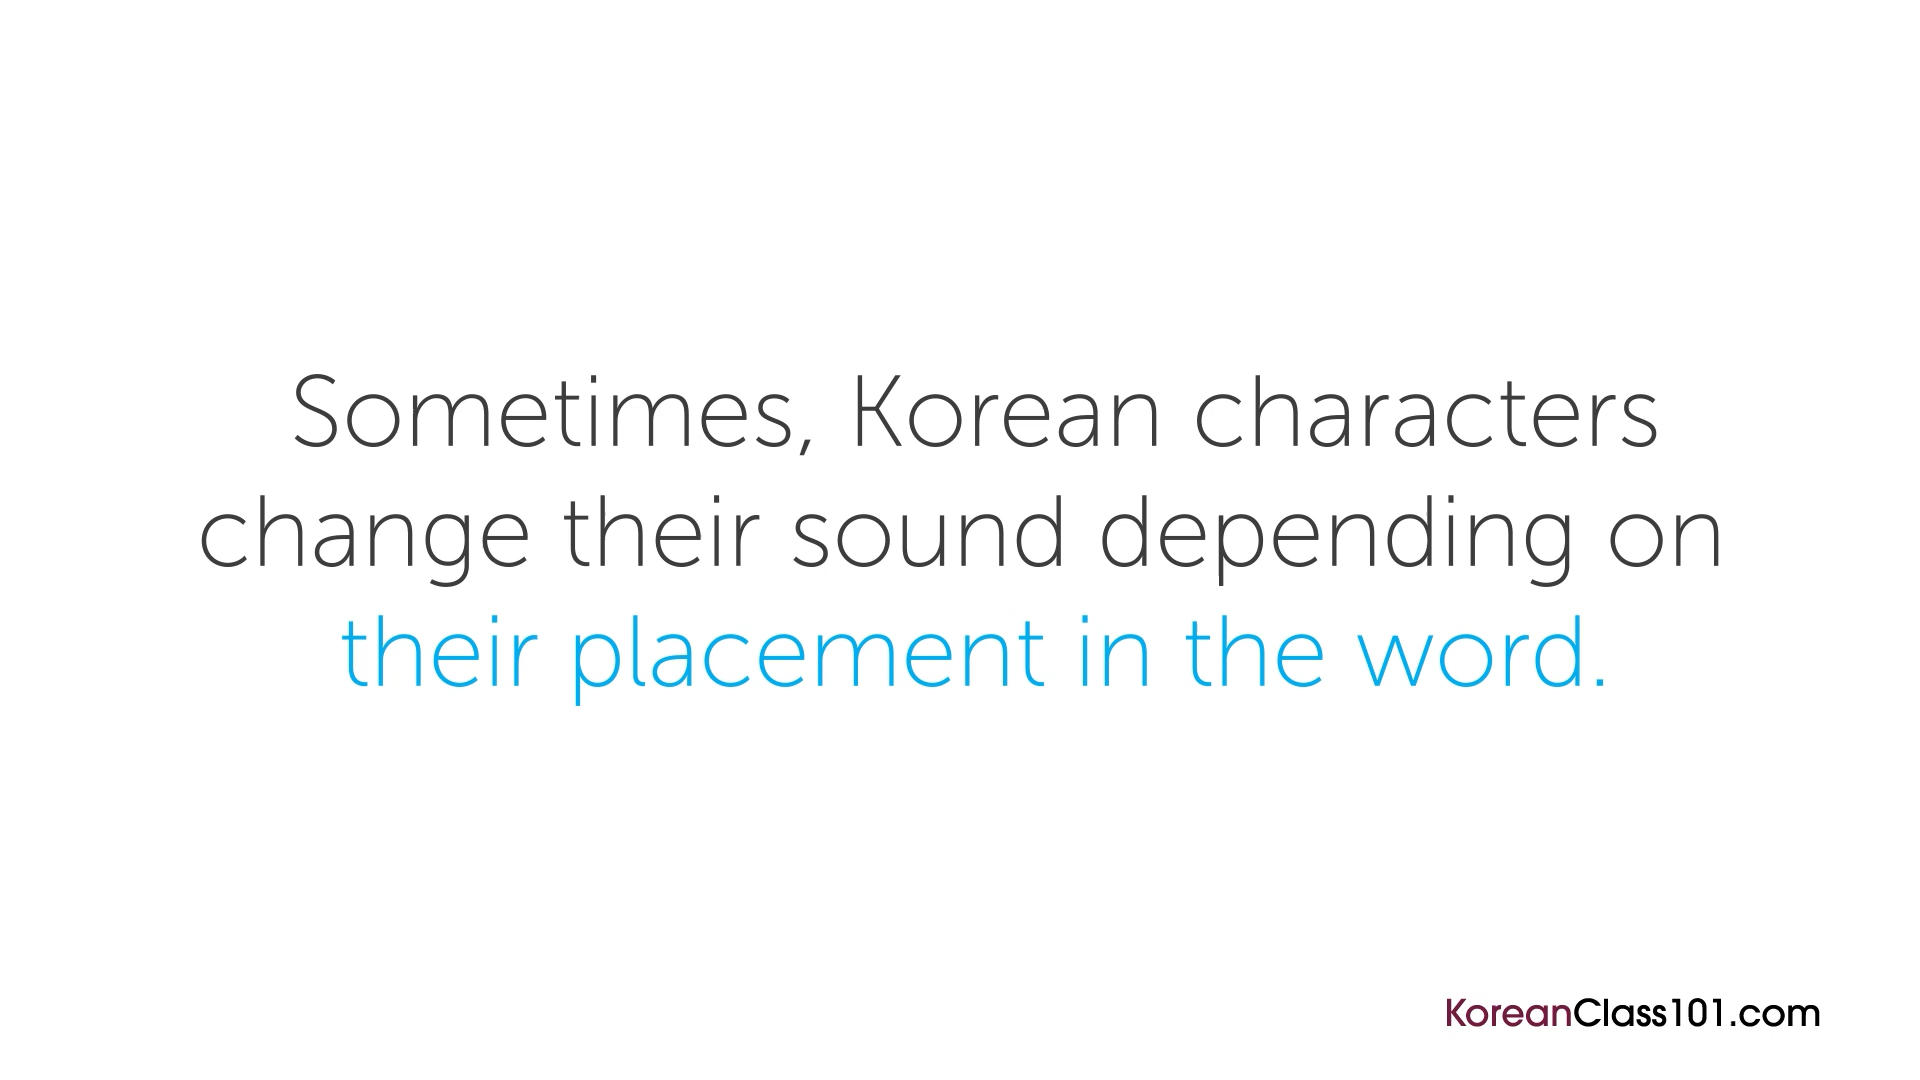 Sometimes, Korean characters
change their sound depending on
their placement in the word.
KoreanClass101.com